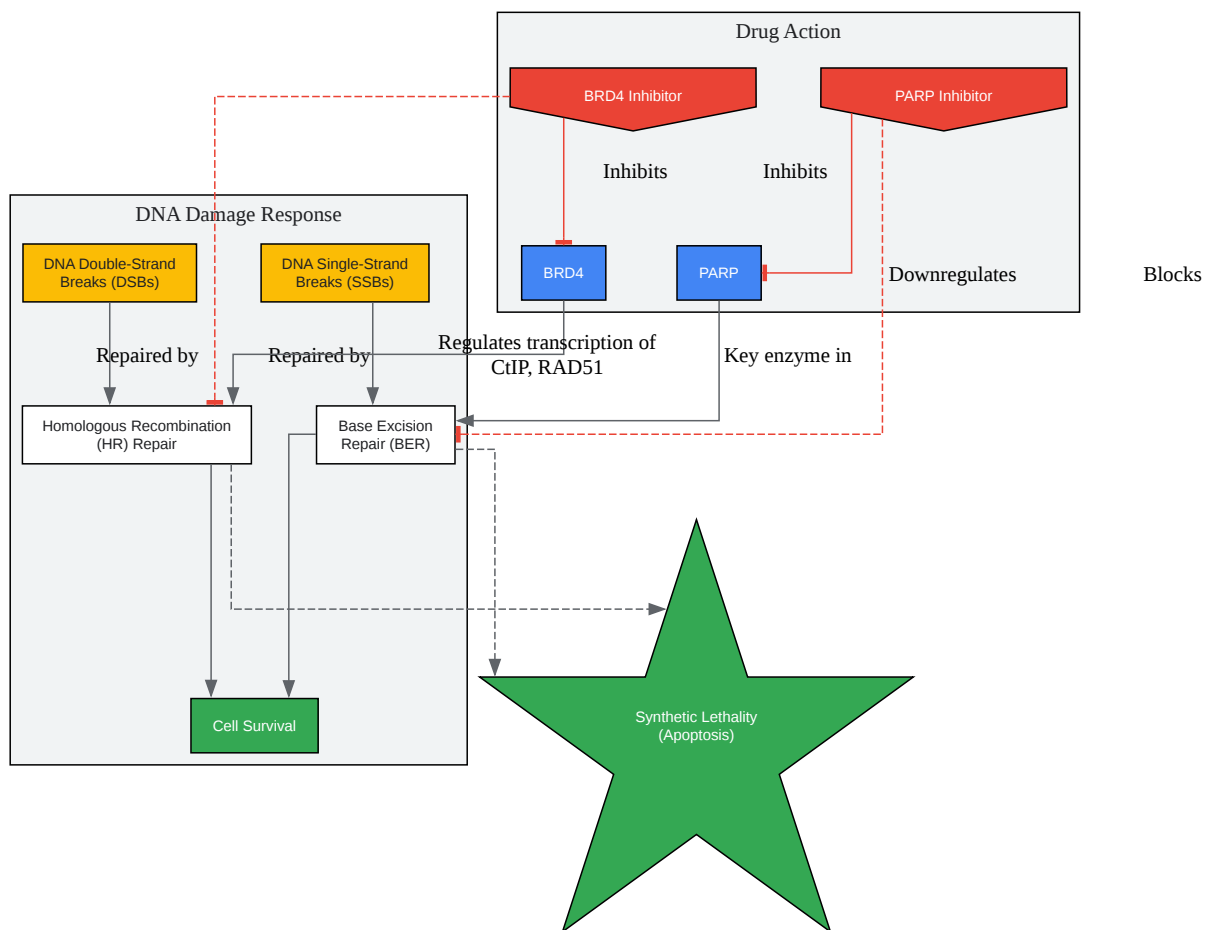 Drug Action
BRD4 Inhibitor
PARP Inhibitor
Inhibits
Inhibits
DNA Damage Response
DNA Double-Strand
Breaks (DSBs)
DNA Single-Strand
Breaks (SSBs)
BRD4
PARP
Downregulates
Blocks
Repaired by
Repaired by
Regulates transcription of
CtIP, RAD51
Key enzyme in
Homologous Recombination
(HR) Repair
Base Excision
Repair (BER)
Cell Survival
Synthetic Lethality
(Apoptosis)